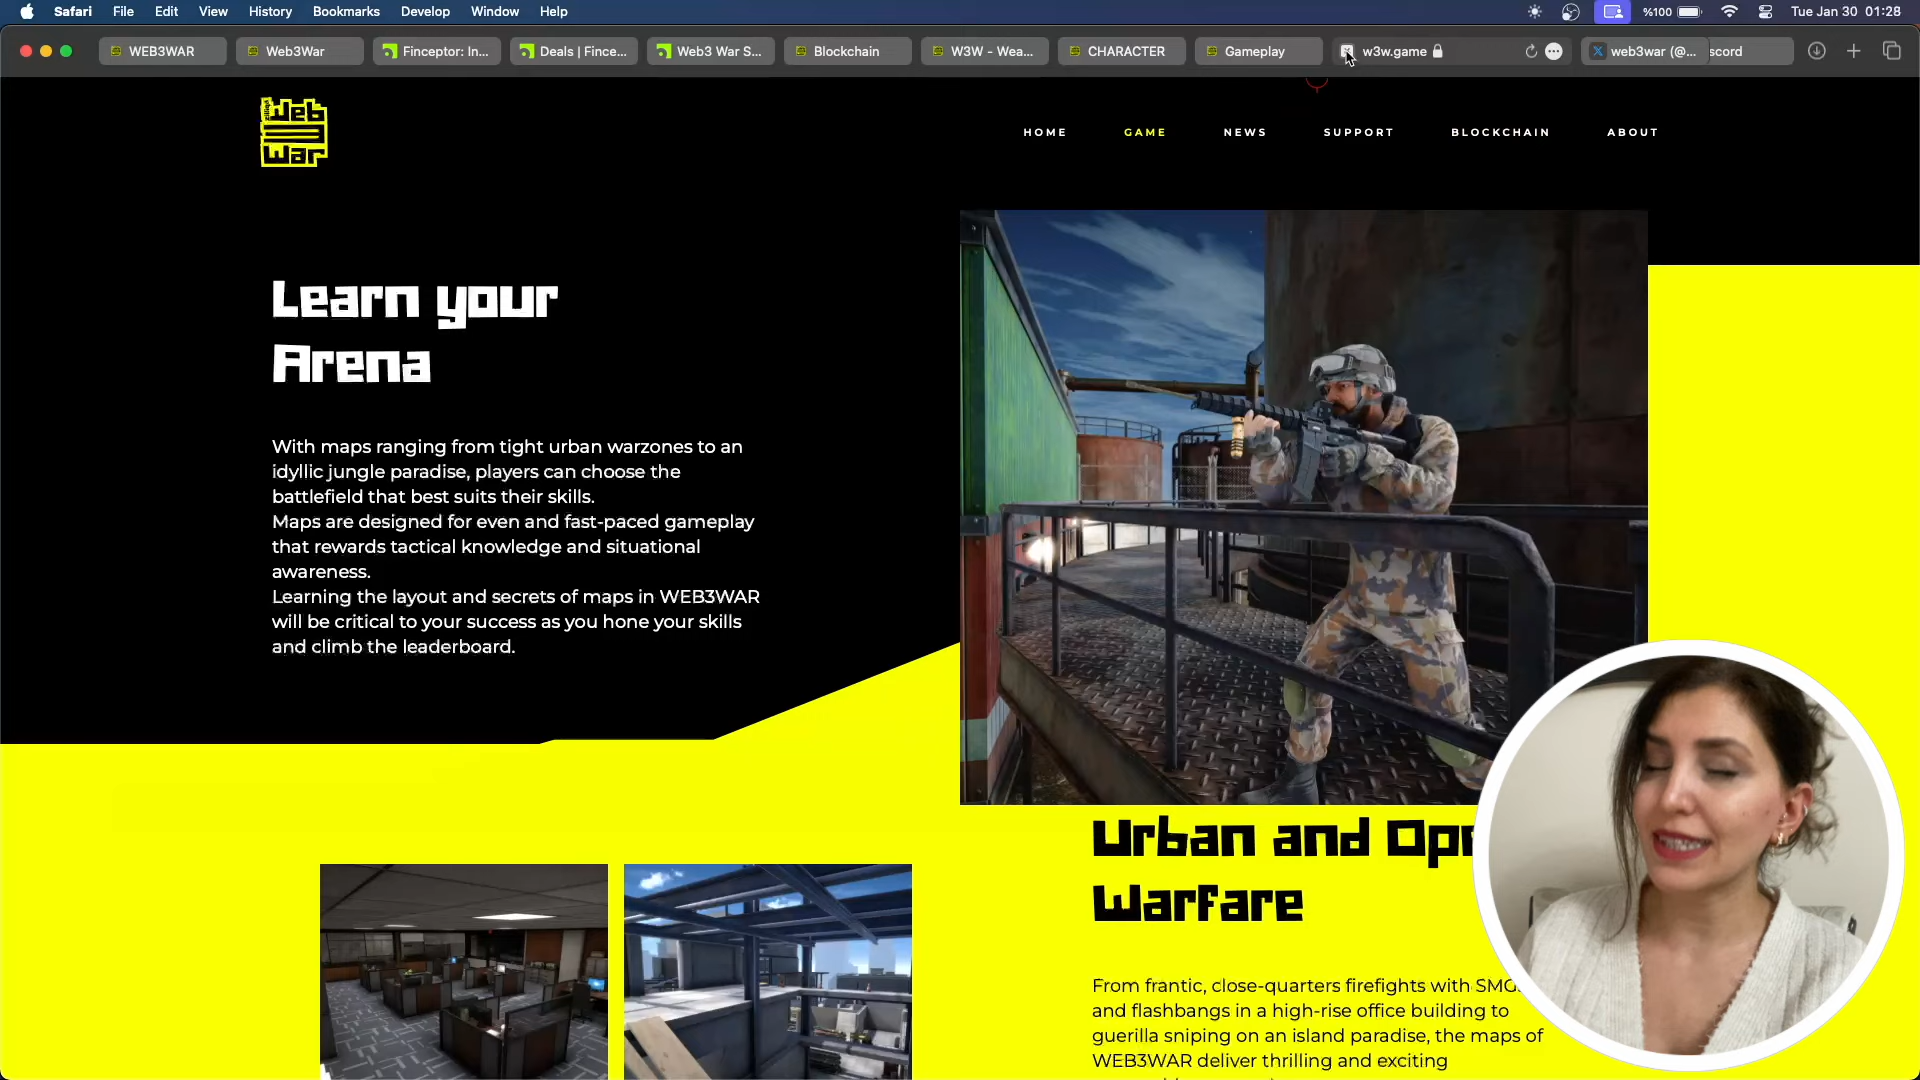 Safari File Edit View History Bookmarks Develop Window Help %100 Tue Jan 30 01:28
WEB3WAR Web3War Finceptor: In... Deals | Fince... Web3 War S... Blockchain W3W - Wea... CHARACTER Gameplay w3w.game web3war (@... scord
Web
3
War
HOME GAME NEWS SUPPORT BLOCKCHAIN ABOUT
Learn your
Arena
With maps ranging from tight urban warzones to an
idyllic jungle paradise, players can choose the
battlefield that best suits their skills.
Maps are designed for even and fast-paced gameplay
that rewards tactical knowledge and situational
awareness.
Learning the layout and secrets of maps in WEB3WAR
will be critical to your success as you hone your skills
and climb the leaderboard.
Urban and Op
Warfare
From frantic, close-quarters firefights with SMG
and flashbangs in a high-rise office building to
guerilla sniping on an island paradise, the maps of
WEB3WAR deliver thrilling and exciting